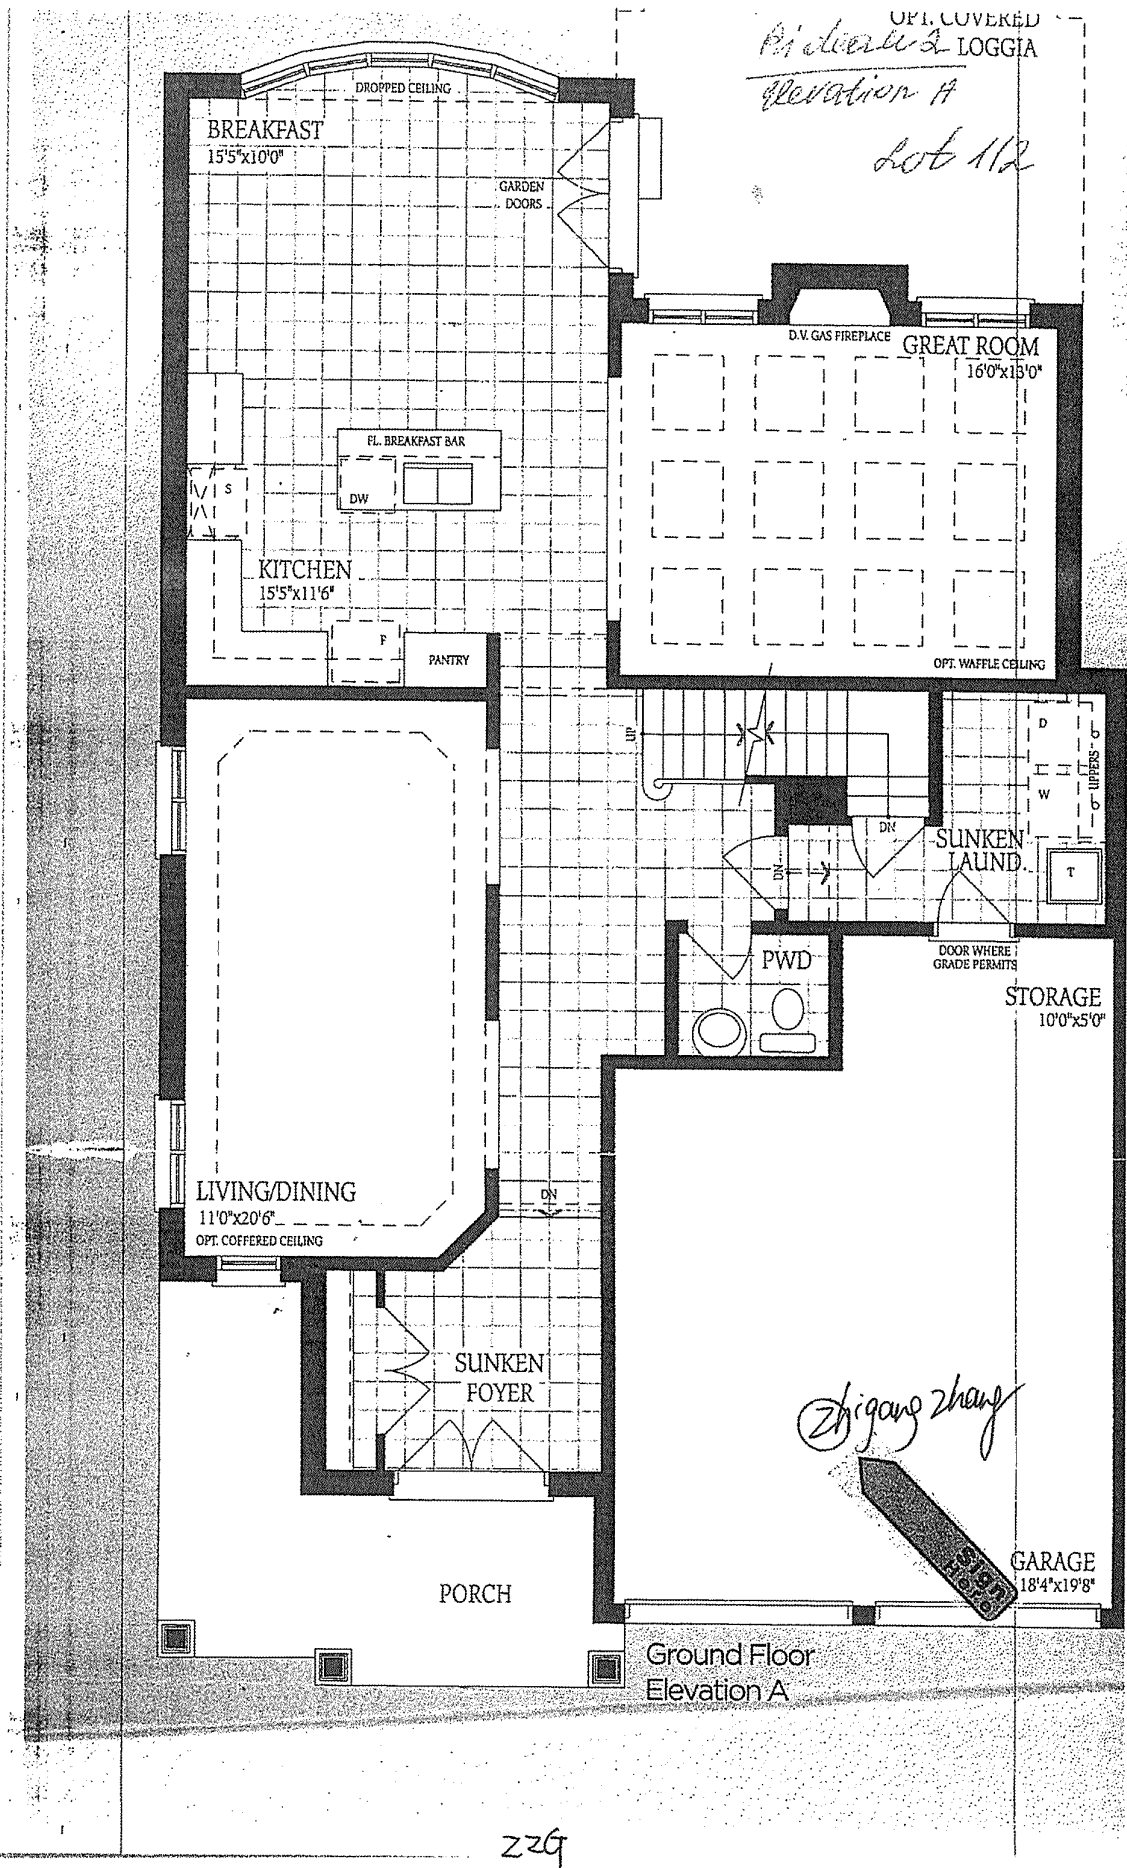 OPT. COVERED
LOGGIA
Elevation A
Lot 112
DROPPED CEILING
BREAKFAST
15'5"x10'0"
GARDEN
DOORS
D.V. GAS FIREPLACE
GREAT ROOM
16'0"x13'0"
FL. BREAKFAST BAR
DW
S
KITCHEN
15'5"x11'6"
F
PANTRY
OPT. WAFFLE CEILING
UP
D
W
UPPERS
DN
SUNKEN
LAUND.
T
DN
PWD
DOOR WHERE
GRADE PERMITS
STORAGE
10'0"x5'0"
LIVING/DINING
11'0"x20'6"
OPT. COFFERED CEILING
DN
SUNKEN
FOYER
Zhigang Zhang
Sign
Here
GARAGE
18'4"x19'8"
PORCH
Ground Floor
Elevation A
ZZG